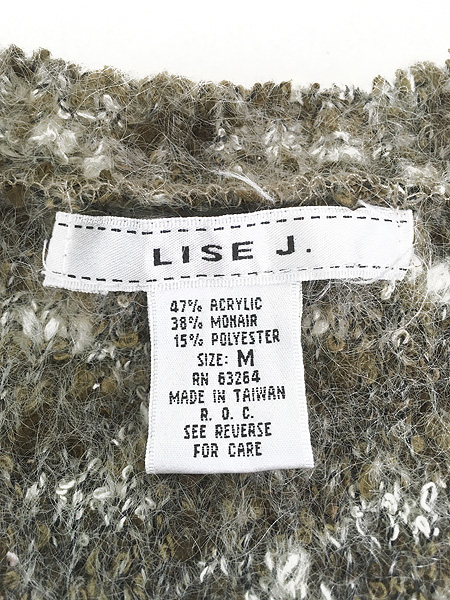 LISE J.
47% ACRYLIC
38% MOHAIR
15% POLYESTER
SIZE: M
RN 63264
MADE IN TAIWAN
R. O. C.
SEE REVERSE
FOR CARE